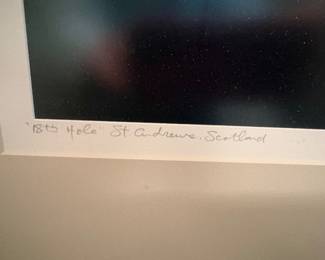 "18th Hole" St Andrews, Scotland